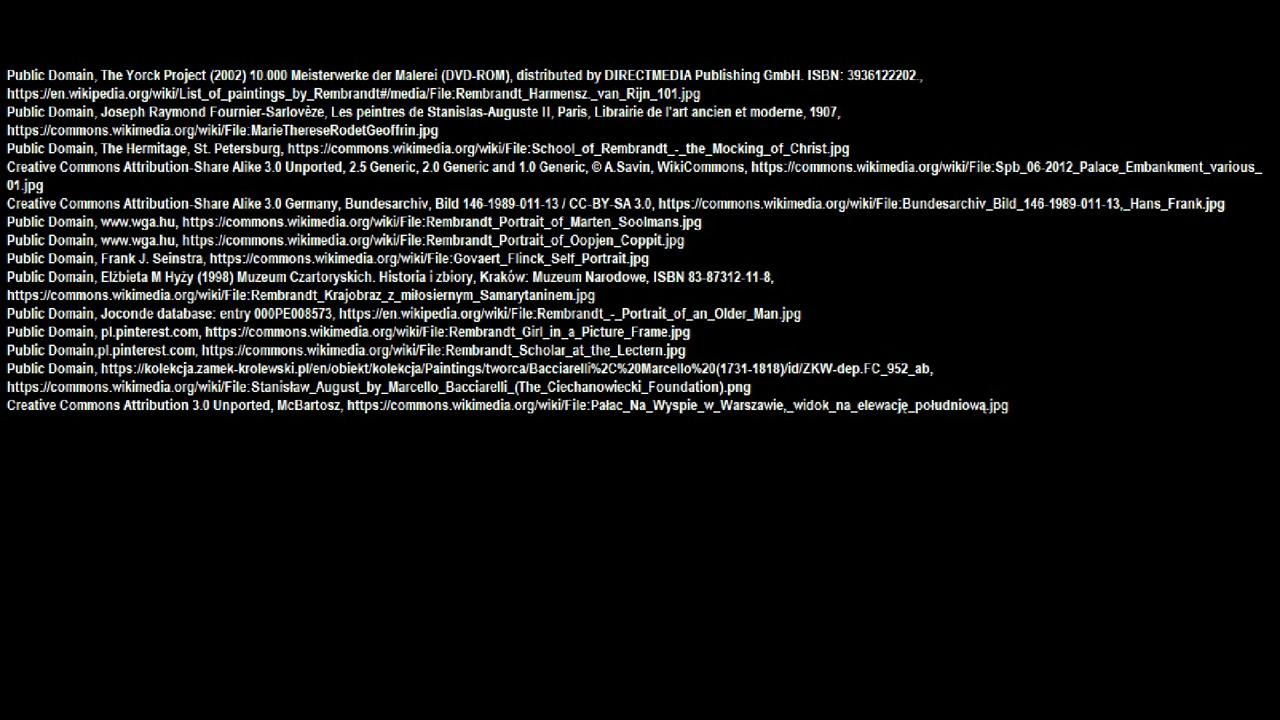 Public Domain, The Yorck Project (2002) 10.000 Meisterwerke der Malerei (DVD-ROM), distributed by DIRECTMEDIA Publishing GmbH. ISBN: 3936122202.,
https://en.wikipedia.org/wiki/List_of_paintings_by_Rembrandt#/media/File:Rembrandt_Harmensz._van_Rijn_101.jpg
Public Domain, Joseph Raymond Fournier-Sarlovèze, Les peintres de Stanislas-Auguste II, Paris, Librairie de l'art ancien et moderne, 1907,
https://commons.wikimedia.org/wiki/File:MarieThereseRodetGeoffrin.jpg
Public Domain, The Hermitage, St. Petersburg, https://commons.wikimedia.org/wiki/File:School_of_Rembrandt_-_the_Mocking_of_Christ.jpg
Creative Commons Attribution-Share Alike 3.0 Unported, 2.5 Generic, 2.0 Generic and 1.0 Generic, © A.Savin, WikiCommons, https://commons.wikimedia.org/wiki/File:Spb_06-2012_Palace_Embankment_various_
01.jpg
Creative Commons Attribution-Share Alike 3.0 Germany, Bundesarchiv, Bild 146-1989-011-13 / CC-BY-SA 3.0, https://commons.wikimedia.org/wiki/File:Bundesarchiv_Bild_146-1989-011-13,_Hans_Frank.jpg
Public Domain, www.wga.hu, https://commons.wikimedia.org/wiki/File:Rembrandt_Portrait_of_Marten_Soolmans.jpg
Public Domain, www.wga.hu, https://commons.wikimedia.org/wiki/File:Rembrandt_Portrait_of_Oopjen_Coppit.jpg
Public Domain, Frank J. Seinstra, https://commons.wikimedia.org/wiki/File:Govaert_Flinck_Self_Portrait.jpg
Public Domain, Elżbieta M Hyży (1998) Muzeum Czartoryskich. Historia i zbiory, Kraków: Muzeum Narodowe, ISBN 83-87312-11-8,
https://commons.wikimedia.org/wiki/File:Rembrandt_Krajobraz_z_miłosiernym_Samarytaninem.jpg
Public Domain, Joconde database: entry 000PE008573, https://en.wikipedia.org/wiki/File:Rembrandt_-_Portrait_of_an_Older_Man.jpg
Public Domain, pl.pinterest.com, https://commons.wikimedia.org/wiki/File:Rembrandt_Girl_in_a_Picture_Frame.jpg
Public Domain,pl.pinterest.com, https://commons.wikimedia.org/wiki/File:Rembrandt_Scholar_at_the_Lectern.jpg
Public Domain, https://kolekcja.zamek-krolewski.pl/en/obiekt/kolekcja/Paintings/tworca/Bacciarelli%2C%20Marcello%20(1731-1818)/id/ZKW-dep.FC_952_ab,
https://commons.wikimedia.org/wiki/File:Stanisław_August_by_Marcello_Bacciarelli_(The_Ciechanowiecki_Foundation).png
Creative Commons Attribution 3.0 Unported, McBartosz, https://commons.wikimedia.org/wiki/File:Pałac_Na_Wyspie_w_Warszawie,_widok_na_elewację_południową.jpg